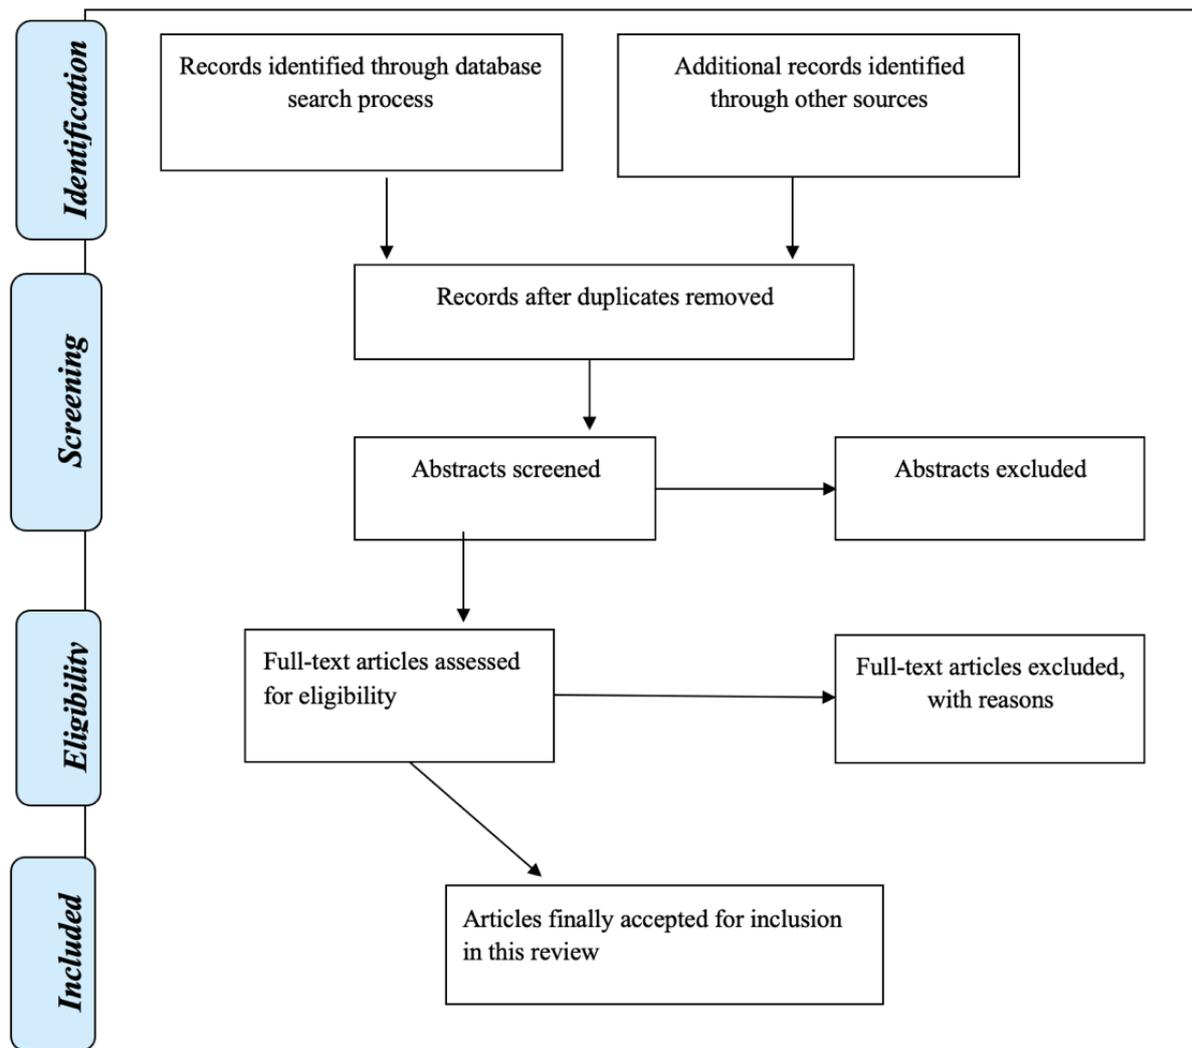 Identification
Records identified through database
search process
Additional records identified
through other sources
Screening
Records after duplicates removed
Abstracts screened
Abstracts excluded
Eligibility
Full-text articles assessed
for eligibility
Full-text articles excluded,
with reasons
Included
Articles finally accepted for inclusion
in this review